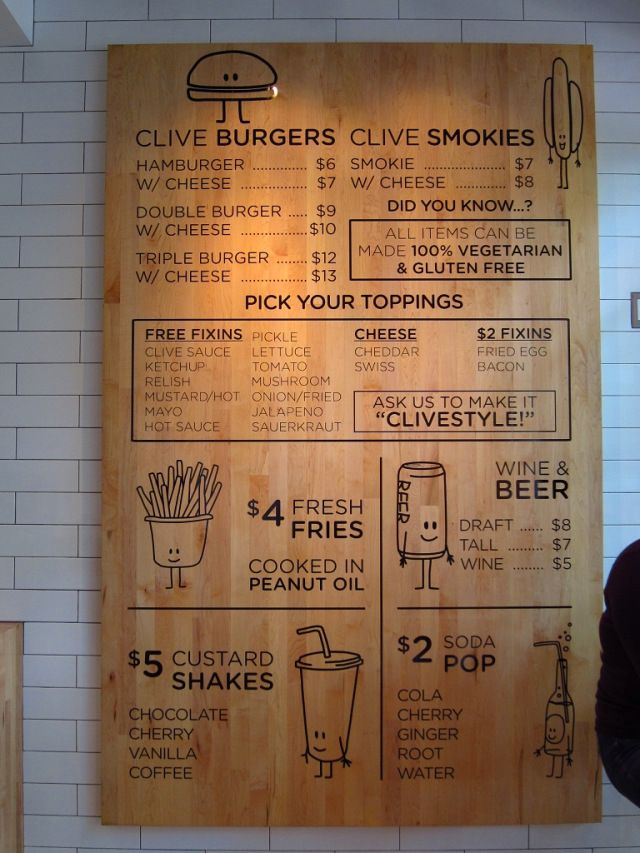 CLIVE BURGERS
HAMBURGER .............. $6
W/ CHEESE .............. $7
DOUBLE BURGER ..... $9
W/ CHEESE .............. $10
TRIPLE BURGER ........ $12
W/ CHEESE .............. $13
CLIVE SMOKIES
SMOKIE ..................... $7
W/ CHEESE ............. $8
DID YOU KNOW...?
ALL ITEMS CAN BE
MADE 100% VEGETARIAN
& GLUTEN FREE
PICK YOUR TOPPINGS
FREE FIXINS
CLIVE SAUCE
KETCHUP
RELISH
MUSTARD/HOT
MAYO
HOT SAUCE
PICKLE
LETTUCE
TOMATO
MUSHROOM
ONION/FRIED
JALAPENO
SAUERKRAUT
CHEESE
CHEDDAR
SWISS
$2 FIXINS
FRIED EGG
BACON
ASK US TO MAKE IT
"CLIVESTYLE!"
$4 FRESH
FRIES
COOKED IN
PEANUT OIL
BEER
WINE &
BEER
DRAFT ...... $8
TALL ......... $7
WINE ........ $5
$5 CUSTARD
SHAKES
CHOCOLATE
CHERRY
VANILLA
COFFEE
$2 SODA
POP
COLA
CHERRY
GINGER
ROOT
WATER